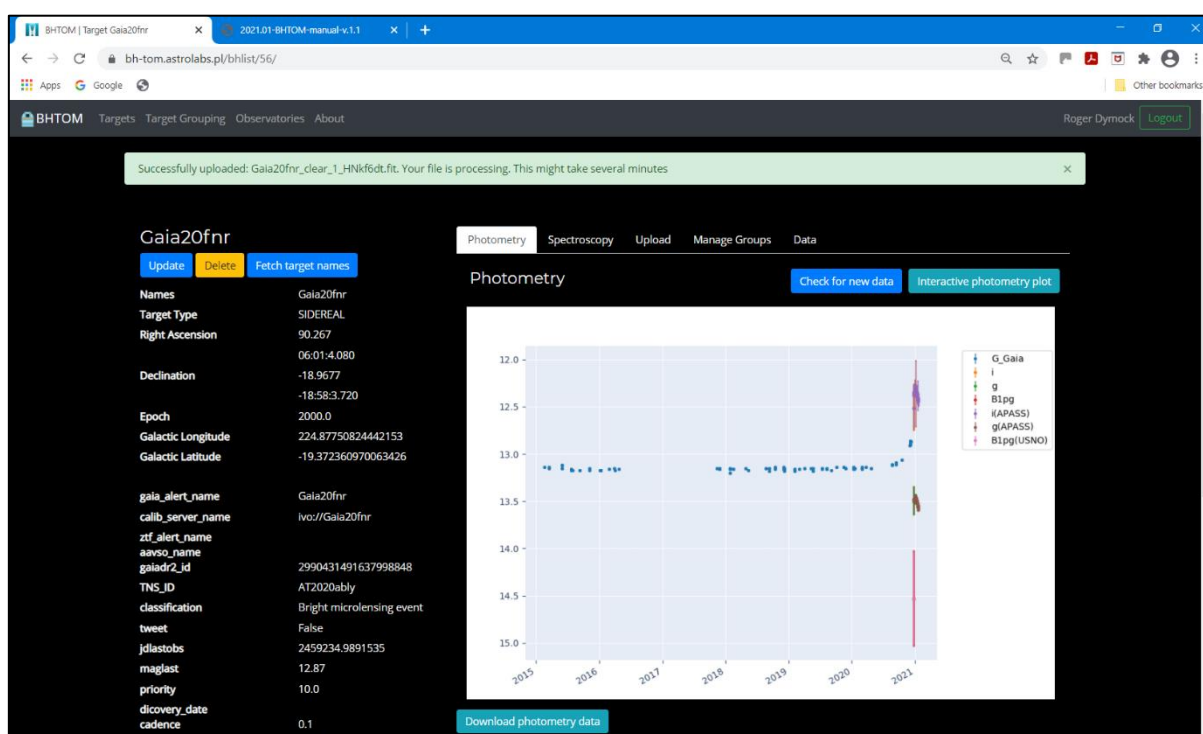 BHTOM | Target Gaia20fnr
2021.01-BHTOM-manual-v.1.1
bh-tom.astrolabs.pl/bhlist/56/
Apps Google Other bookmarks
BHTOM Targets Target Grouping Observatories About Roger Dymock Logout
Successfully uploaded: Gaia20fnr_clear_1_HNkf6dt.fit. Your file is processing. This might take several minutes ×
Gaia20fnr
Update Delete Fetch target names
Names Gaia20fnr
Target Type SIDEREAL
Right Ascension 90.267
06:01:4.080
Declination -18.9677
-18:58:3.720
Epoch 2000.0
Galactic Longitude 224.87750824442153
Galactic Latitude -19.372360970063426
gaia_alert_name Gaia20fnr
calib_server_name ivo://Gaia20fnr
ztf_alert_name
aavso_name
gaiadr2_id 2990431491637998848
TNS_ID AT2020ably
classification Bright microlensing event
tweet False
jdlastobs 2459234.9891535
maglast 12.87
priority 10.0
dicovery_date
cadence 0.1
Photometry Spectroscopy Upload Manage Groups Data
Photometry Check for new data Interactive photometry plot
12.0
12.5
13.0
13.5
14.0
14.5
15.0
2015 2016 2017 2018 2019 2020 2021
G_Gaia
i
g
B1pg
i(APASS)
g(APASS)
B1pg(USNO)
Download photometry data